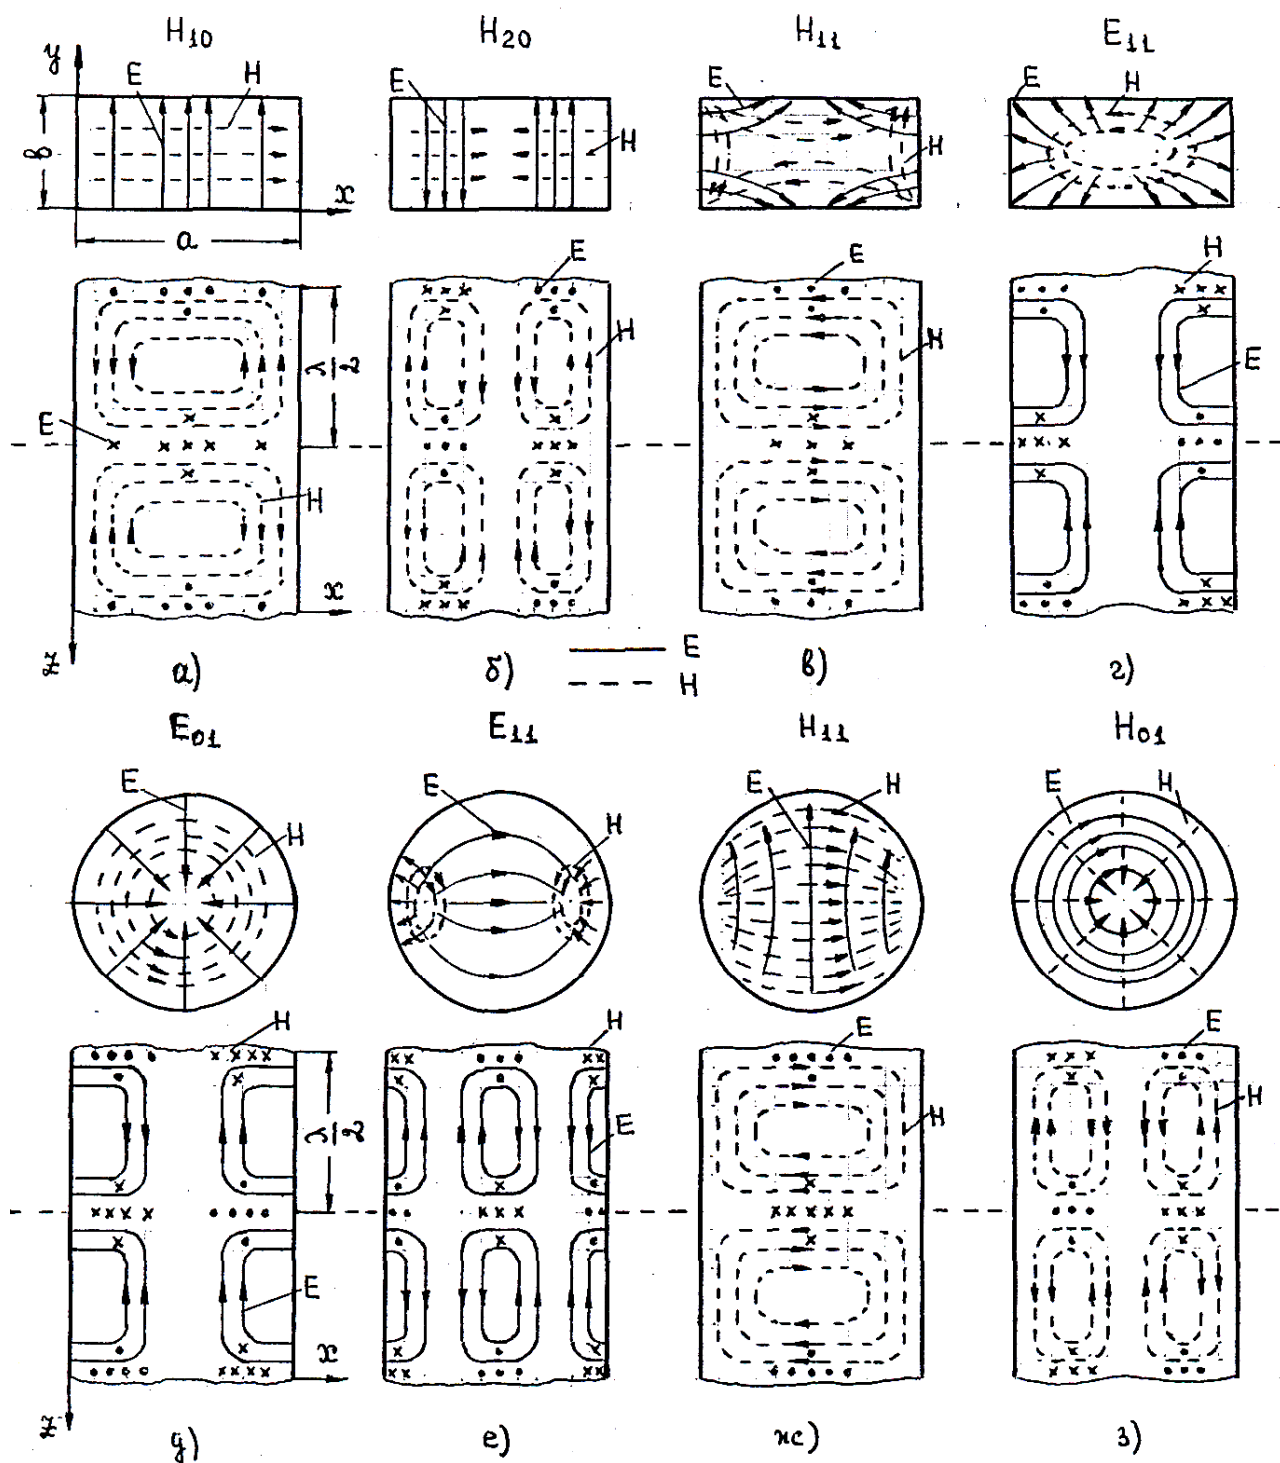 H₁₀ H₂₀ H₁₁ E₁₁
y E H E E H E H
в H H
x
a
E H
E H H
λ/2 E
E
H
x
E
z а) б) H в) г)
E₀₁ E₁₁ H₁₁ H₀₁
E E E H E H
H H
H H E E
λ/2 E H H
E
x
z д) е) ж) з)